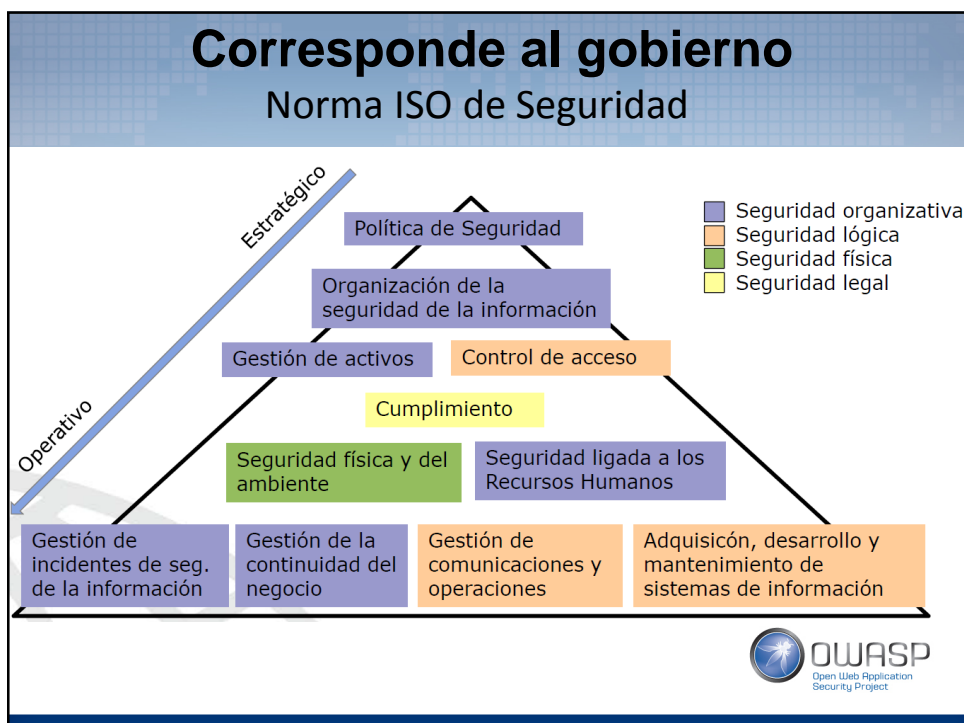 Corresponde al gobierno
Norma ISO de Seguridad
Estratégico
Operativo
Política de Seguridad
Organización de la
seguridad de la información
Gestión de activos
Control de acceso
Cumplimiento
Seguridad física y del
ambiente
Seguridad ligada a los
Recursos Humanos
Gestión de
incidentes de seg.
de la información
Gestión de la
continuidad del
negocio
Gestión de
comunicaciones y
operaciones
Adquisicón, desarrollo y
mantenimiento de
sistemas de información
Seguridad organizativa
Seguridad lógica
Seguridad física
Seguridad legal
OWASP
Open Web Application
Security Project